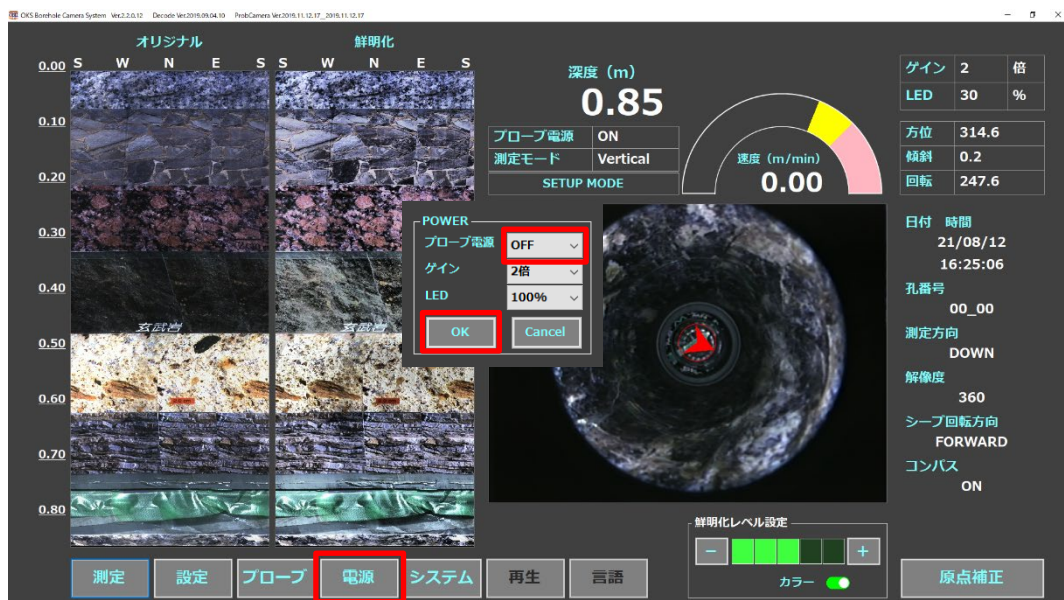 OKS Borehole Camera System Ver.2.2.0.12 Decode Ver.2019.09.04.10 ProbCamera Ver.2019.11.12.17_2019.11.12.17
オリジナル 鮮明化
S W N E S S W N E S
0.00
0.10
0.20
0.30
0.40
玄武岩 玄武岩
0.50
0.60
0.70
0.80
深度 (m)
0.85
プローブ電源 ON
測定モード Vertical
SETUP MODE
速度 (m/min)
0.00
ゲイン 2 倍
LED 30 %
方位 314.6
傾斜 0.2
回転 247.6
POWER
プローブ電源 OFF
ゲイン 2倍
LED 100%
OK Cancel
日付 時間
21/08/12
16:25:06
孔番号
00_00
測定方向
DOWN
解像度
360
シーブ回転方向
FORWARD
コンパス
ON
鮮明化レベル設定
- +
カラー
測定 設定 プローブ 電源 システム 再生 言語 原点補正